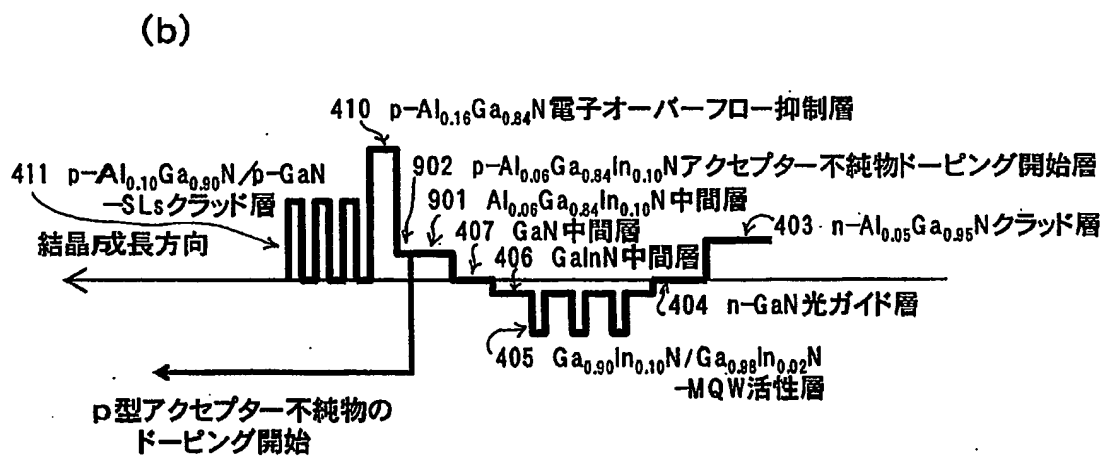 (b)
410 p-Al0.16Ga0.84N電子オーバーフロー抑制層
902 p-Al0.06Ga0.84In0.10Nアクセプター不純物ドーピング開始層
411 p-Al0.10Ga0.90N/p-GaN
-SLsクラッド層
901 Al0.06Ga0.84In0.10N中間層
407 GaN中間層
403 n-Al0.05Ga0.95Nクラッド層
結晶成長方向
406 GaInN中間層
404 n-GaN光ガイド層
405 Ga0.90In0.10N/Ga0.98In0.02N
-MQW活性層
p型アクセプター不純物の
ドーピング開始